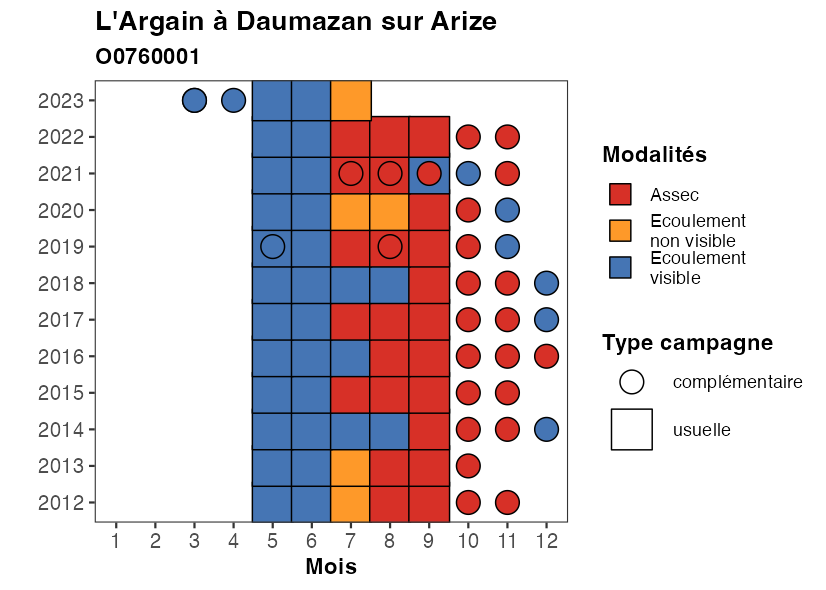 L'Argain à Daumazan sur Arize
O0760001
2023
2022
2021
2020
2019
2018
2017
2016
2015
2014
2013
2012
1 2 3 4 5 6 7 8 9 10 11 12
Mois
Modalités
Assec
Ecoulement
non visible
Ecoulement
visible
Type campagne
complémentaire
usuelle